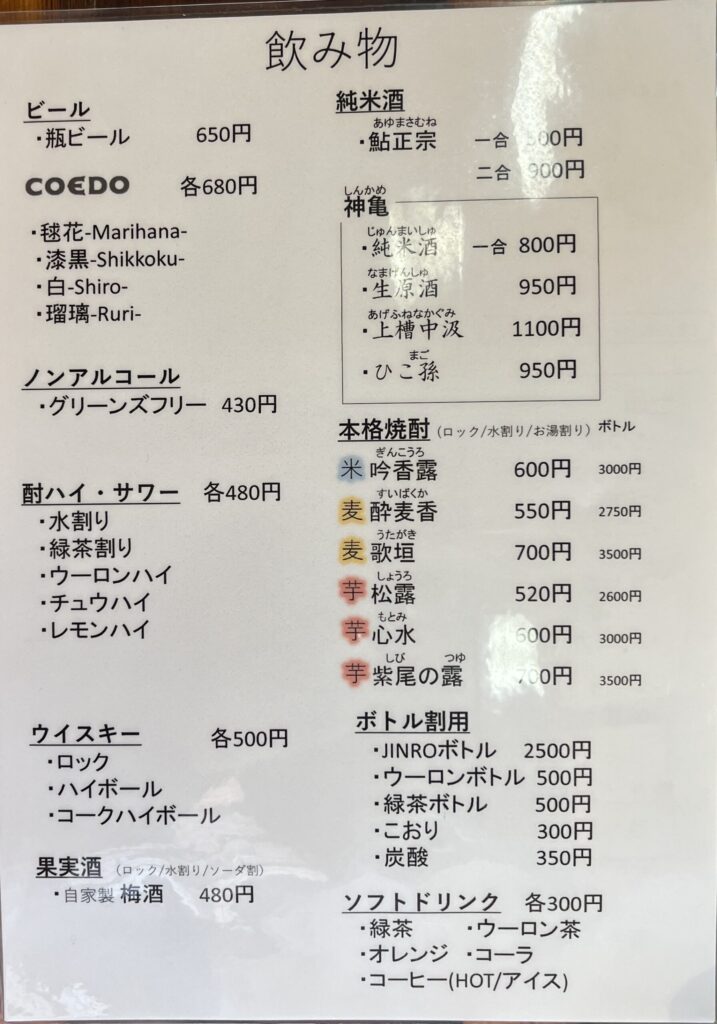 飲み物
ビール
・瓶ビール 650円
COEDO 各680円
・毬花-Marihana-
・漆黒-Shikkoku-
・白-Shiro-
・瑠璃-Ruri-
ノンアルコール
・グリーンズフリー 430円
酎ハイ・サワー 各480円
・水割り
・緑茶割り
・ウーロンハイ
・チュウハイ
・レモンハイ
ウイスキー 各500円
・ロック
・ハイボール
・コークハイボール
果実酒 (ロック/水割り/ソーダ割)
・自家製 梅酒 480円
純米酒
あゆまさむね
・鮎正宗 一合 500円
二合 900円
しんかめ
神亀
じゅんまいしゅ
・純米酒 一合 800円
なまげんしゅ
・生原酒 950円
あげふねなかぐみ
・上槽中汲 1100円
まご
・ひこ孫 950円
本格焼酎 (ロック/水割り/お湯割り) ボトル
ぎんこうろ
米 吟香露 600円 3000円
すいばくか
麦 酔麦香 550円 2750円
うたがき
麦 歌垣 700円 3500円
しょうろ
芋 松露 520円 2600円
もとみ
芋 心水 600円 3000円
しび つゆ
芋 紫尾の露 700円 3500円
ボトル割用
・JINROボトル 2500円
・ウーロンボトル 500円
・緑茶ボトル 500円
・こおり 300円
・炭酸 350円
ソフトドリンク 各300円
・緑茶 ・ウーロン茶
・オレンジ ・コーラ
・コーヒー(HOT/アイス)